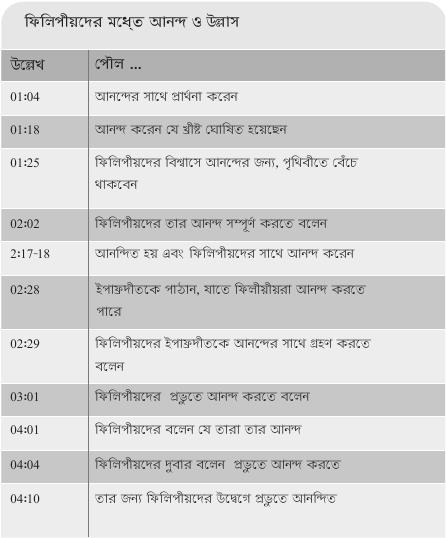 ফিলিপীয়দের মধ্যে আনন্দ ও উল্লাস
উল্লেখ পৌল ...
01:04 আনন্দের সাথে প্রার্থনা করেন
01:18 আনন্দ করেন যে খ্রীষ্ট ঘোষিত হয়েছেন
01:25 ফিলিপীয়দের বিশ্বাসে আনন্দের জন্য, পৃথিবীতে বেঁচে
থাকবেন
02:02 ফিলিপীয়দের তার আনন্দ সম্পূর্ণ করতে বলেন
2:17-18 আনন্দিত হয় এবং ফিলিপীয়দের সাথে আনন্দ করেন
02:28 ইপাফ্রদীতকে পাঠান, যাতে ফিলীয়ীয়রা আনন্দ করতে
পারে
02:29 ফিলিপীয়দের ইপাফ্রদীতকে আনন্দের সাথে গ্রহণ করতে
বলেন
03:01 ফিলিপীয়দের প্রভুতে আনন্দ করতে বলেন
04:01 ফিলিপীয়দের বলেন যে তারা তার আনন্দ
04:04 ফিলিপীয়দের দুবার বলেন প্রভুতে আনন্দ করতে
04:10 তার জন্য ফিলিপীয়দের উদ্বেগে প্রভুতে আনন্দিত